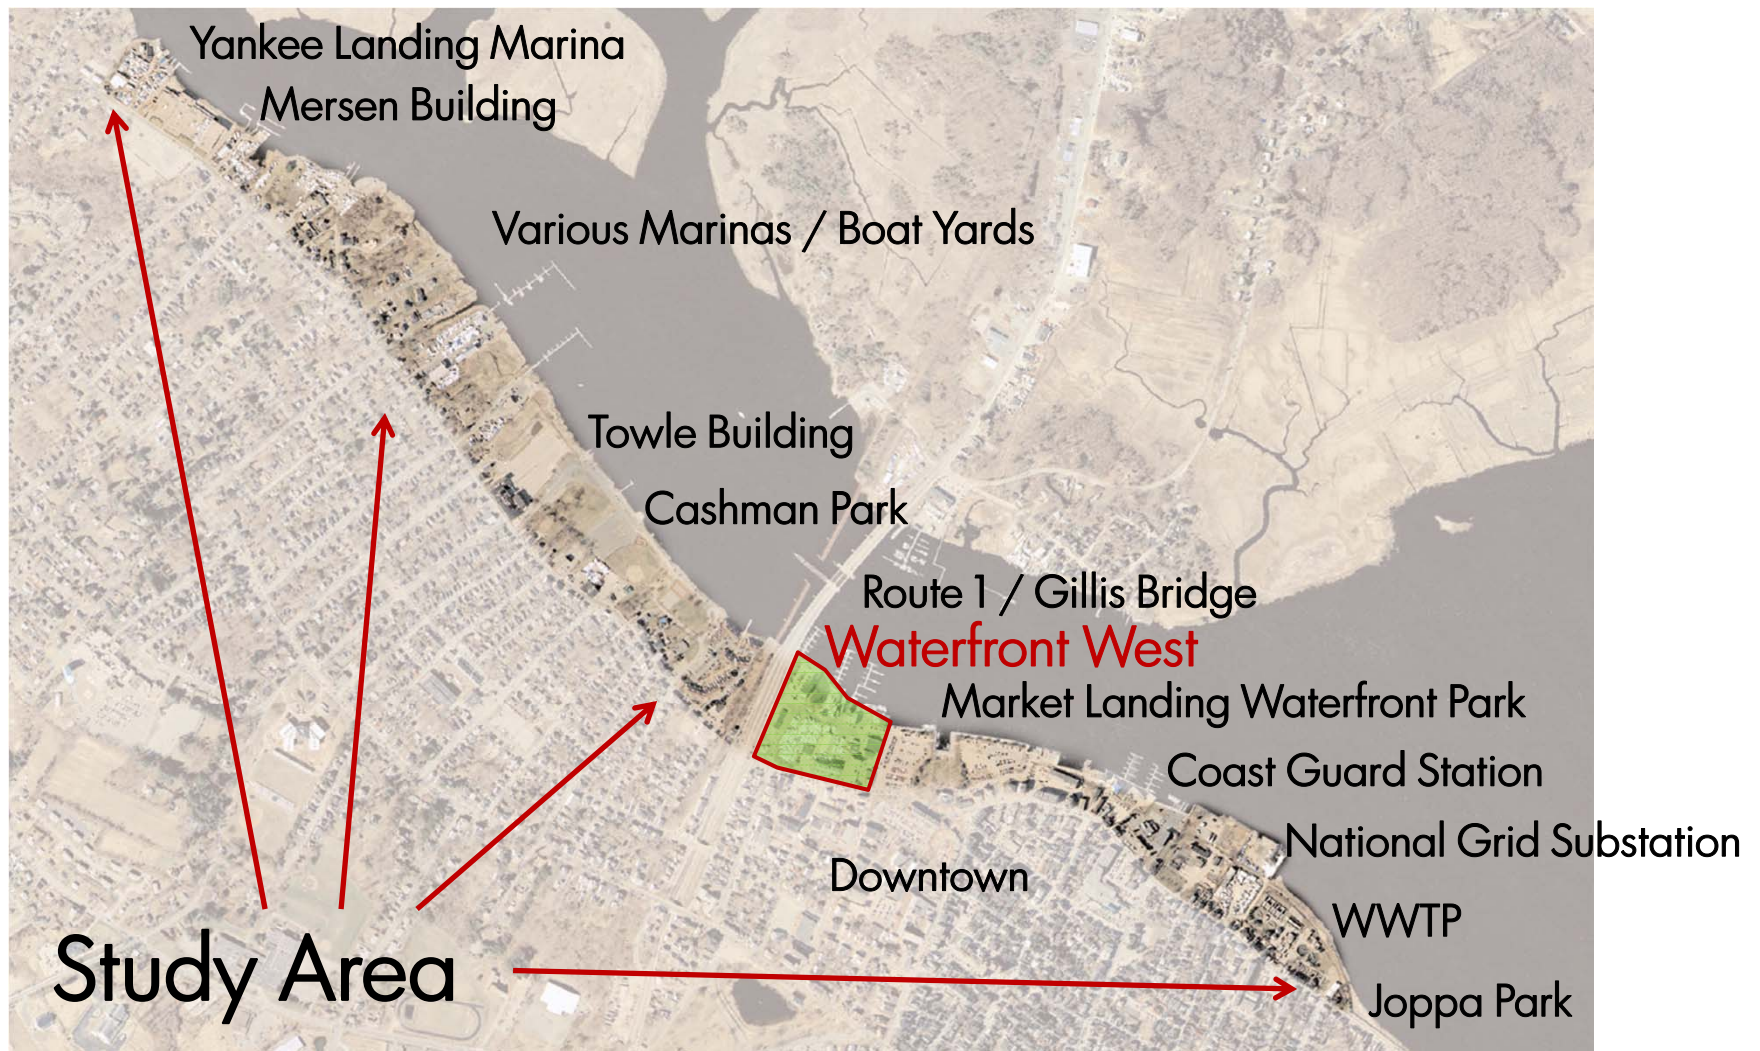 Yankee Landing Marina
Mersen Building
Various Marinas / Boat Yards
Towle Building
Cashman Park
Route 1 / Gillis Bridge
Waterfront West
Market Landing Waterfront Park
Coast Guard Station
National Grid Substation
Downtown
WWTP
Study Area
Joppa Park